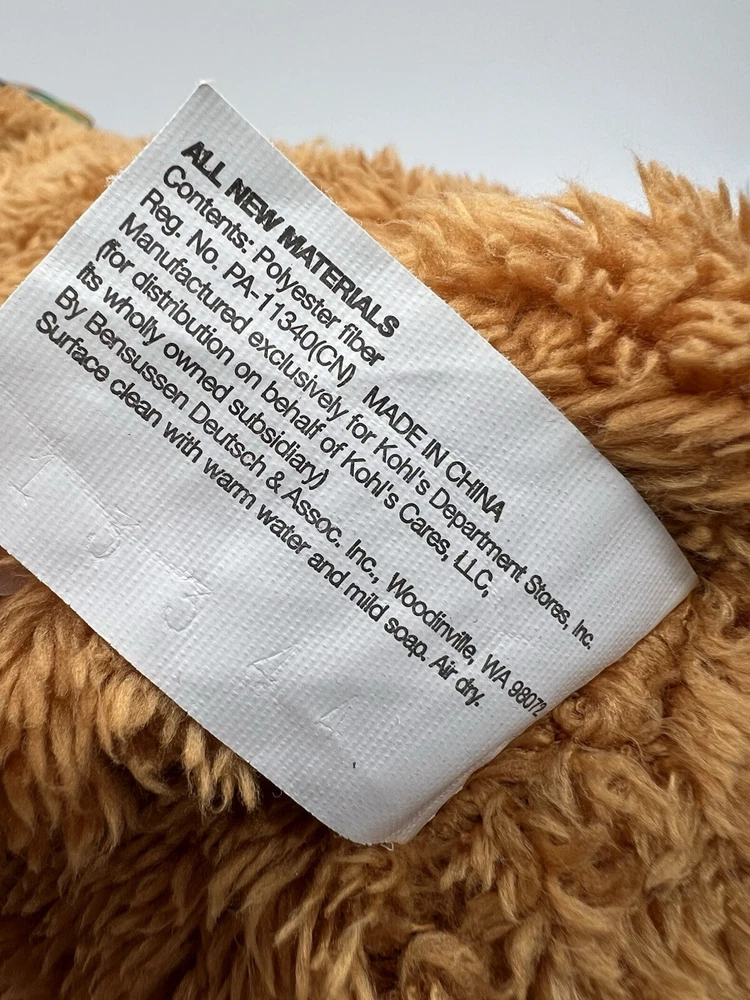 ALL NEW MATERIALS
Contents: Polyester fiber
Reg. No. PA-11340(CN) MADE IN CHINA
Manufactured exclusively for Kohl's Department Stores, Inc.
(for distribution on behalf of Kohl's Cares, LLC,
its wholly owned subsidiary)
By Bensussen Deutsch & Assoc. Inc., Woodinville, WA 98072
Surface clean with warm water and mild soap. Air dry.